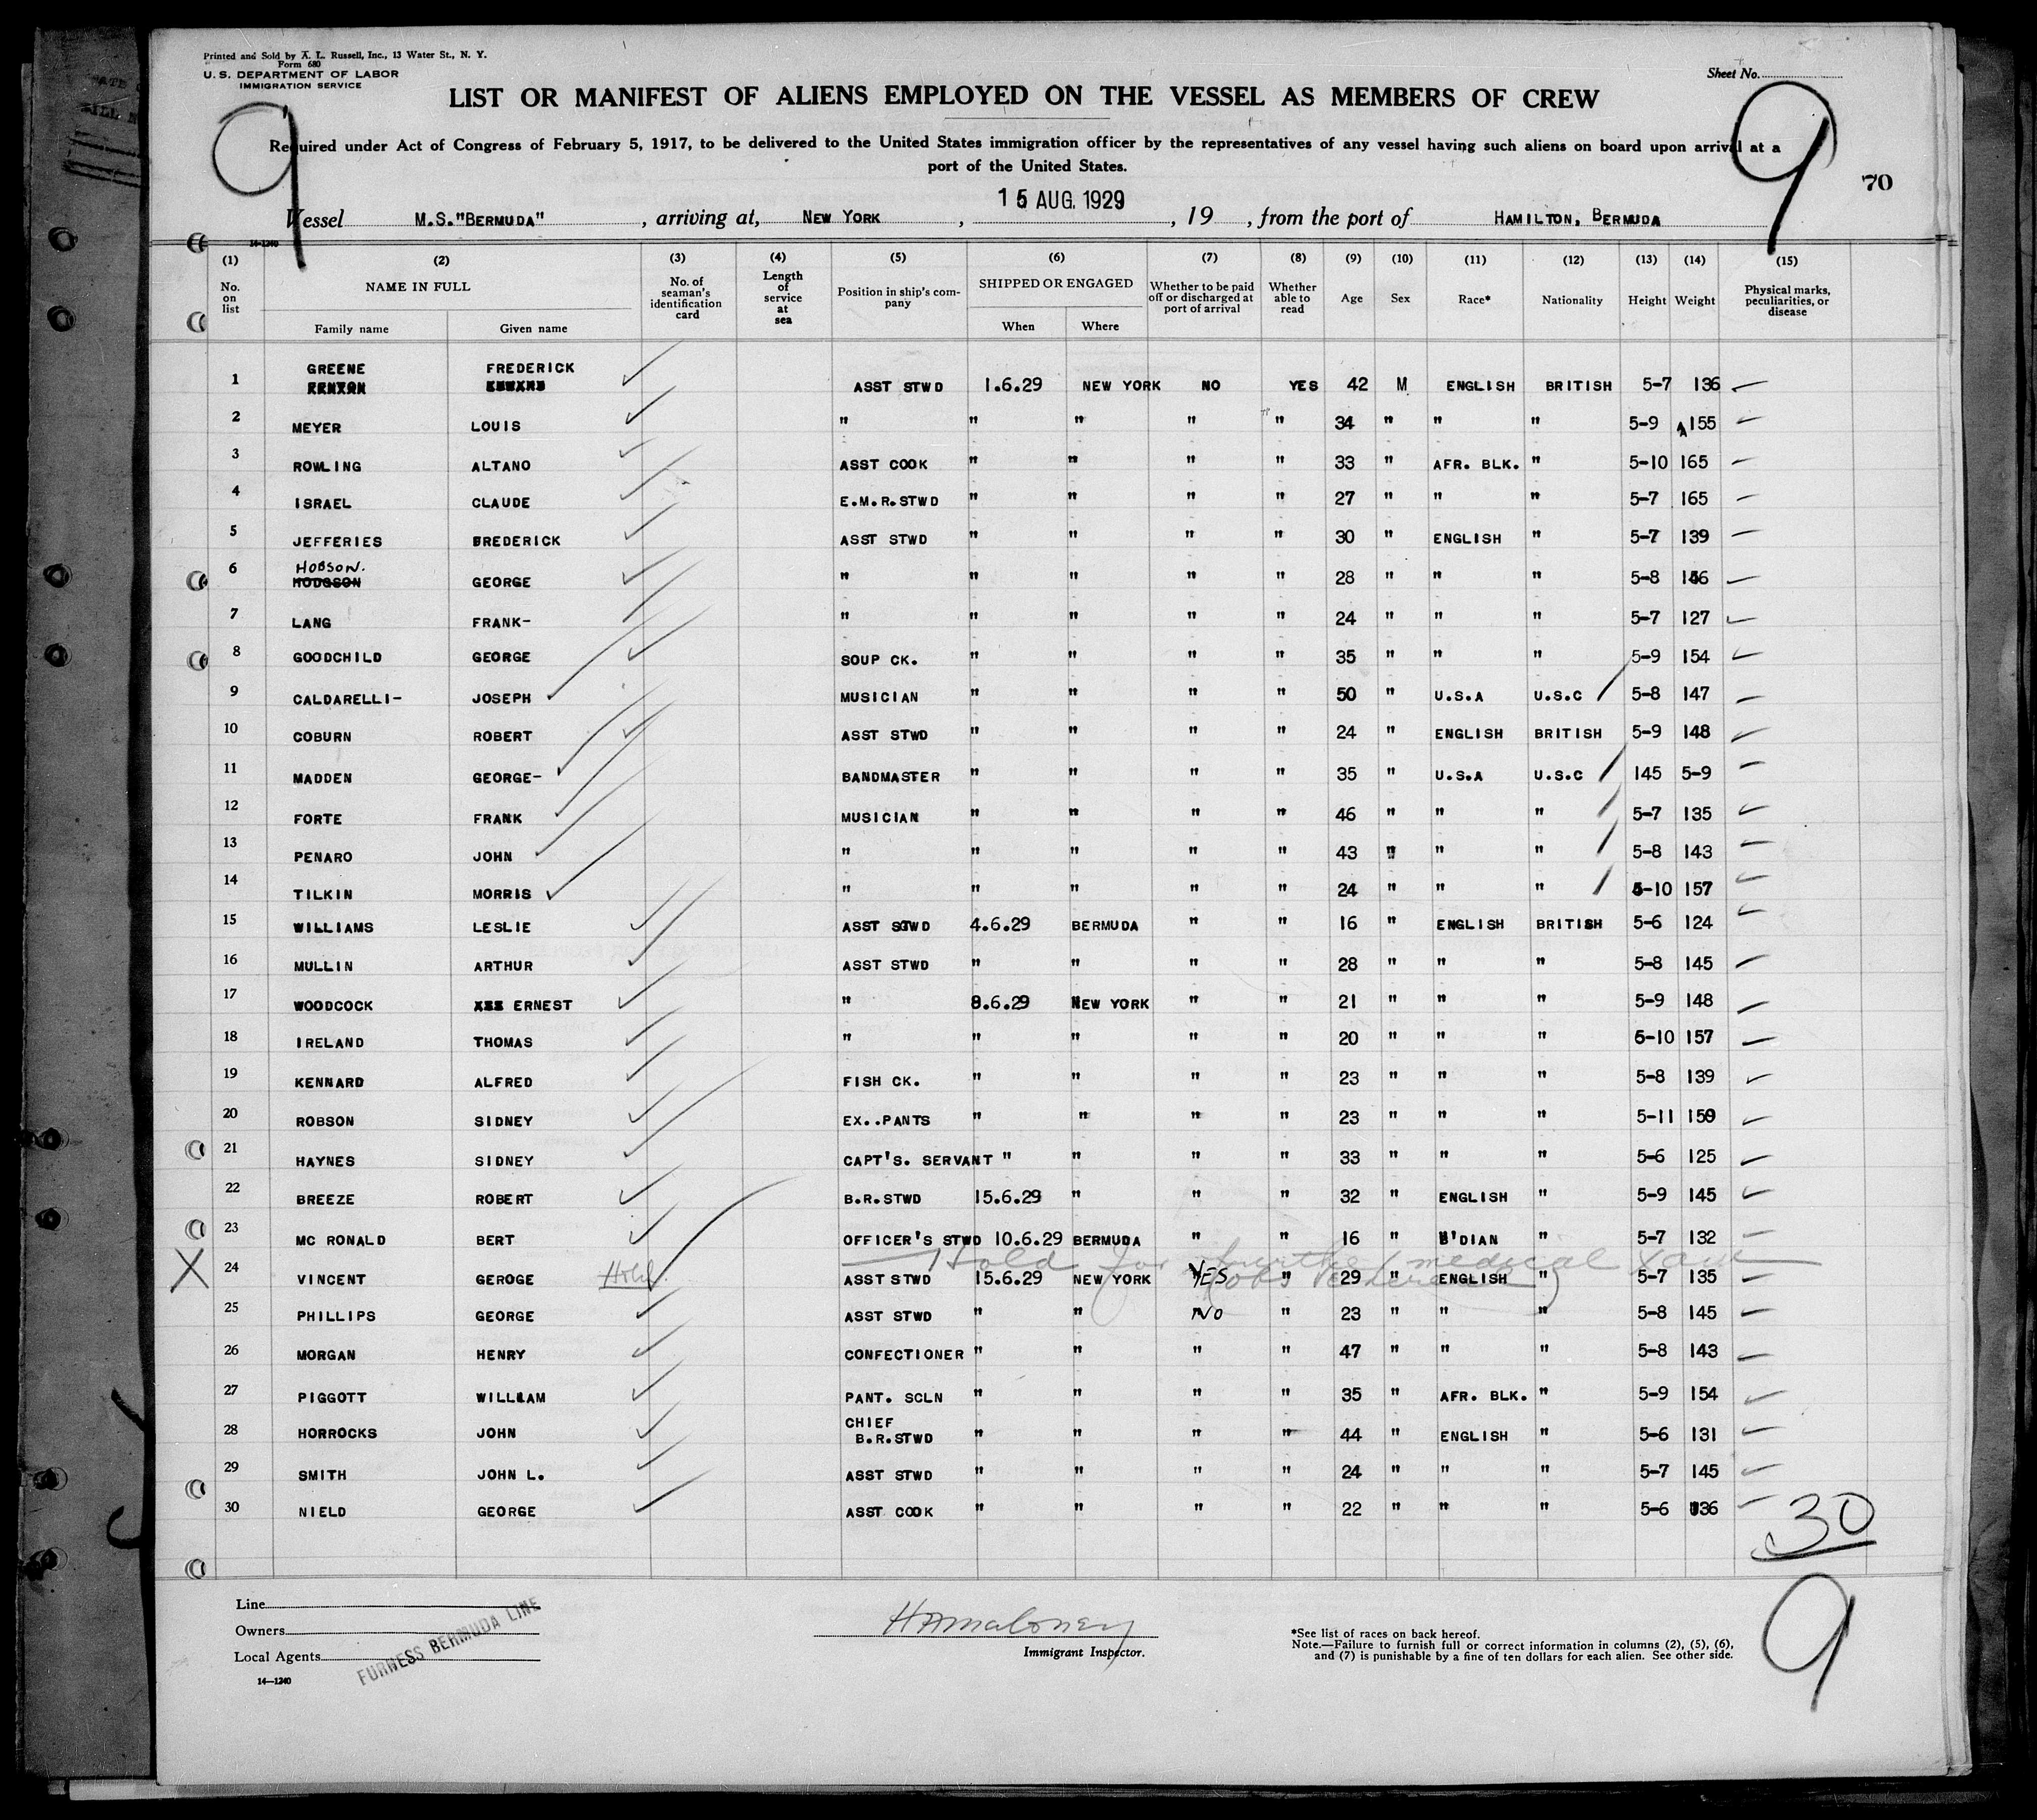 Printed and Sold by A. L. Russell, Inc., 13 Water St., N. Y.
Form 680
U. S. DEPARTMENT OF LABOR
IMMIGRATION SERVICE
Sheet No.
LIST OR MANIFEST OF ALIENS EMPLOYED ON THE VESSEL AS MEMBERS OF CREW
9 9
Required under Act of Congress of February 5, 1917, to be delivered to the United States immigration officer by the representatives of any vessel having such aliens on board upon arrival at a
port of the United States.
70
15 AUG. 1929
Vessel M.S."BERMUDA" , arriving at, NEW YORK , , 19 , from the port of HAMILTON, BERMUDA
14-1240
(1) (2) (3) (4) (5) (6) (7) (8) (9) (10) (11) (12) (13) (14) (15)
No. on list NAME IN FULL Family name Given name No. of seaman's identification card Length of service at sea Position in ship's company SHIPPED OR ENGAGED When Where Whether to be paid off or discharged at port of arrival Whether able to read Age Sex Race* Nationality Height Weight Physical marks, peculiarities, or disease
GREENE FREDERICK
1 ASST STWD 1.6.29 NEW YORK NO YES 42 M ENGLISH BRITISH 5-7 136
2 MEYER LOUIS " " " " " 34 " " " 5-9 155
3 ROWLING ALTANO ASST COOK " " " " 33 " AFR. BLK. " 5-10 165
4 ISRAEL CLAUDE E.M.R.STWD " " " " 27 " " " 5-7 165
5 JEFFERIES FREDERICK ASST STWD " " " " 30 " ENGLISH " 5-7 139
HOBSON.
6 HODGSON GEORGE " " " " " 28 " " " 5-8
7 LANG FRANK- " " " " " 24 " " " 5-7 127
8 GOODCHILD GEORGE SOUP CK. " " " " 35 " " " 5-9 154
9 CALDARELLI- JOSEPH MUSICIAN " " " " 50 " U.S.A U.S.C 5-8 147
10 COBURN ROBERT ASST STWD " " " " 24 " ENGLISH BRITISH 5-9 148
11 MADDEN GEORGE- BANDMASTER " " " " 35 " U.S.A U.S.C 145 5-9
12 FORTE FRANK MUSICIAN " " " " 46 " " " 5-7 135
13 PENARO JOHN " " " " " 43 " " " 5-8 143
14 TILKIN MORRIS " " " " " 24 " " " 5-10 157
15 WILLIAMS LESLIE ASST STWD 4.6.29 BERMUDA " " 16 " ENGLISH BRITISH 5-6 124
16 MULLIN ARTHUR ASST STWD " " " " 28 " " " 5-8 145
17 WOODCOCK ERNEST " 8.6.29 NEW YORK " " 21 " " " 5-9 148
18 IRELAND THOMAS " " " " " 20 " " " 5-10 157
19 KENNARD ALFRED FISH CK. " " " " 23 " " " 5-8 139
20 ROBSON SIDNEY EX..PANTS " " " " 23 " " " 5-11 159
21 HAYNES SIDNEY CAPT'S. SERVANT " " " " 33 " " " 5-6 125
22 BREEZE ROBERT B.R.STWD 15.6.29 " " " 32 " ENGLISH " 5-9 145
23 MC RONALD BERT OFFICER'S STWD 10.6.29 BERMUDA " " 16 " B'DIAN " 5-7 132
Hold for further medical Xam
X 24 VINCENT GEROGE Hold. ASST STWD 15.6.29 NEW YORK YES " 29 " ENGLISH " 5-7 135
25 PHILLIPS GEORGE ASST STWD " " NO " 23 " " " 5-8 145
26 MORGAN HENRY CONFECTIONER " " " " 47 " " " 5-8 143
27 PIGGOTT WILLIAM PANT. SCLN " " " " 35 " AFR. BLK. " 5-9 154
28 HORROCKS JOHN CHIEF B.R.STWD " " " " 44 " ENGLISH " 5-6 131
29 SMITH JOHN L. ASST STWD " " " " 24 " " " 5-7 145
30 NIELD GEORGE ASST COOK " " " " 22 " " " 5-6 136
30
Line
Owners
Local Agents
FURNESS BERMUDA LINE
14—1240
HAMaloney
Immigrant Inspector.
*See list of races on back hereof.
Note.—Failure to furnish full or correct information in columns (2), (5), (6),
and (7) is punishable by a fine of ten dollars for each alien. See other side.
9